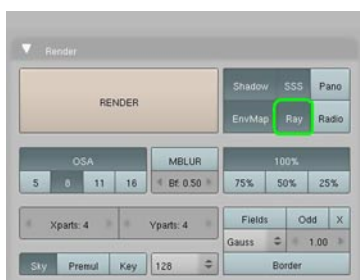 Render
RENDER
Shadow SSS Pano
EnvMap Ray Radio
OSA MBLUR 100%
5 8 11 16 Bf: 0.50 75% 50% 25%
Xparts: 4 Yparts: 4 Fields Odd X
Gauss 1.00
Sky Premul Key 128 Border